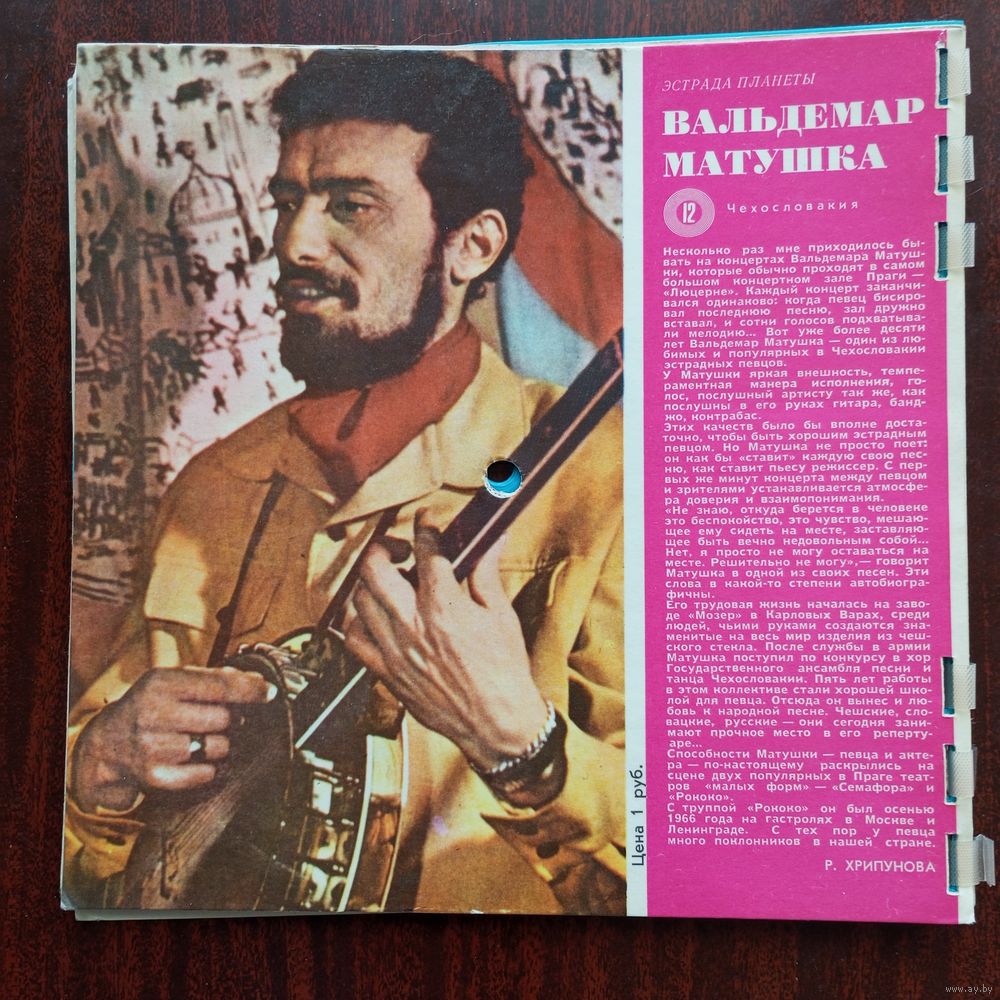 ЭСТРАДА ПЛАНЕТЫ
ВАЛЬДЕМАР
МАТУШКА
12
Чехословакия
Несколько раз мне приходилось бы-
вать на концертах Вальдемара Матуш-
ки, которые обычно проходят в самом
большом концертном зале Праги —
«Люцерне». Каждый концерт заканчи-
вался одинаково: когда певец бисиро-
вал последнюю песню, зал дружно
вставал, и сотни голосов подхватыва-
ли мелодию... Вот уже более десяти
лет Вальдемар Матушка — один из лю-
бимых и популярных в Чехословакии
эстрадных певцов.
У Матушки яркая внешность, темпе-
раментная манера исполнения, го-
лос, послушный артисту так же, как
послушны в его руках гитара, банд-
жо, контрабас.
Этих качеств было бы вполне доста-
точно, чтобы быть хорошим эстрадным
певцом. Но Матушка не просто поет:
он как бы «ставит» каждую свою пес-
ню, как ставит пьесу режиссер. С пер-
вых же минут концерта между певцом
и зрителями устанавливается атмосфе-
ра доверия и взаимопонимания.
«Не знаю, откуда берется в человеке
это беспокойство, это чувство, мешаю-
щее ему сидеть на месте, заставляю-
щее быть вечно недовольным собой...
Нет, я просто не могу оставаться на
месте. Решительно не могу»,— говорит
Матушка в одной из своих песен. Эти
слова в какой-то степени автобиогра-
фичны.
Его трудовая жизнь началась на заво-
де «Мозер» в Карловых Варах, среди
людей, чьими руками создаются зна-
менитые на весь мир изделия из чеш-
ского стекла. После службы в армии
Матушка поступил по конкурсу в хор
Государственного ансамбля песни и
танца Чехословакии. Пять лет работы
в этом коллективе стали хорошей шко-
лой для певца. Отсюда он вынес и лю-
бовь к народной песне. Чешские, сло-
вацкие, русские — они сегодня зани-
мают прочное место в его реперту-
аре...
Способности Матушки — певца и акте-
ра — по-настоящему раскрылись на
сцене двух популярных в Праге теат-
ров «малых форм» — «Семафора» и
«Рококо».
С труппой «Рококо» он был осенью
1966 года на гастролях в Москве и
Ленинграде. С тех пор у певца
много поклонников в нашей стране.
Р. ХРИПУНОВА
Цена 1 руб.
www.ay.by